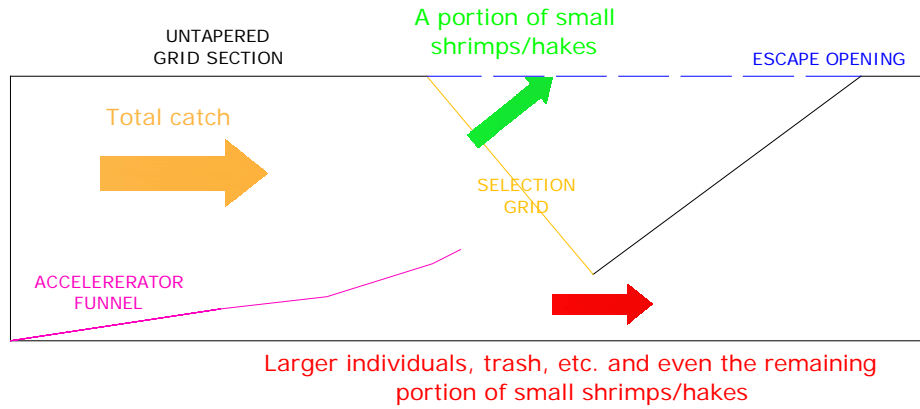 A portion of small
shrimps/hakes
UNTAPERED
GRID SECTION
ESCAPE OPENING
Total catch
SELECTION
GRID
ACCELERERATOR
FUNNEL
Larger individuals, trash, etc. and even the remaining
portion of small shrimps/hakes